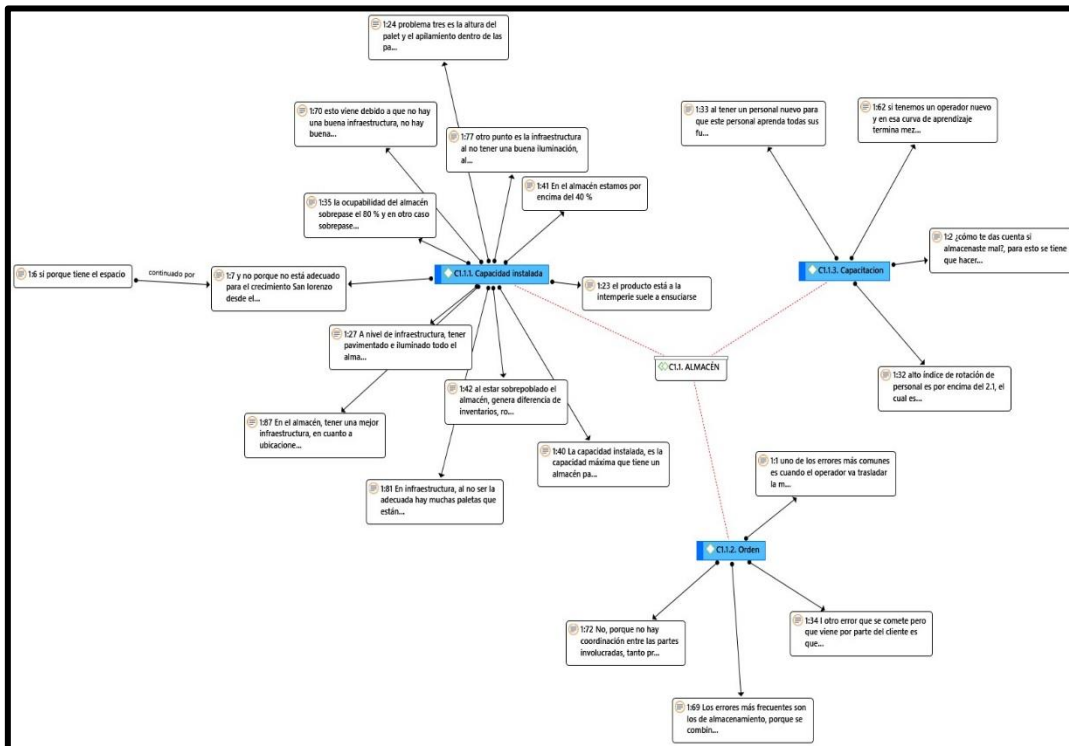 1:24 problema tres es la altura del
palet y el apilamiento dentro de las
pa...
1:70 esto viene debido a que no hay
una buena infraestructura, no hay
buena...
1:77 otro punto es la infraestructura
al no tener una buena iluminación,
al...
1:33 al tener un personal nuevo para
que este personal aprenda todas sus
fu...
1:62 si tenemos un operador nuevo
y en esa curva de aprendizaje
termina mez...
1:35 la ocupabilidad del almacén
sobrepase el 80 % y en otro caso
sobrepase...
1:41 En el almacén estamos por
encima del 40 %
1:2 ¿cómo te das cuenta si
almacenaste mal?, para esto se tiene
que hacer...
1:6 si porque tiene el espacio
continuado por
1:7 y no porque no está adecuado
para el crecimiento San lorenzo
desde el...
C1.1.1. Capacidad instalada
C1.1.3. Capacitacion
1:23 el producto está a la
intemperie suele a ensuciarse
1:27 A nivel de infraestructura, tener
pavimentado e iluminado todo el
alma...
C1.1. ALMACÉN
1:42 al estar sobrepoblado el
almacén, genera diferencia de
inventarios, ro...
1:32 alto índice de rotación de
personal es por encima del 2.1, el
cual es...
1:87 En el almacén, tener una mejor
infraestructura, en cuanto a
ubicacione...
1:40 La capacidad instalada, es la
capacidad máxima que tiene un
almacén pa...
1:81 En infraestructura, al no ser la
adecuada hay muchas paletas que
están...
1:1 uno de los errores más comunes
es cuando el operador va trasladar
la m...
C1.1.2. Orden
1:72 No, porque no hay
coordinación entre las partes
involucradas, tanto pr...
1:34 l otro error que se comete pero
que viene por parte del cliente es
que...
1:69 Los errores más frecuentes son
los de almacenamiento, porque se
combin...